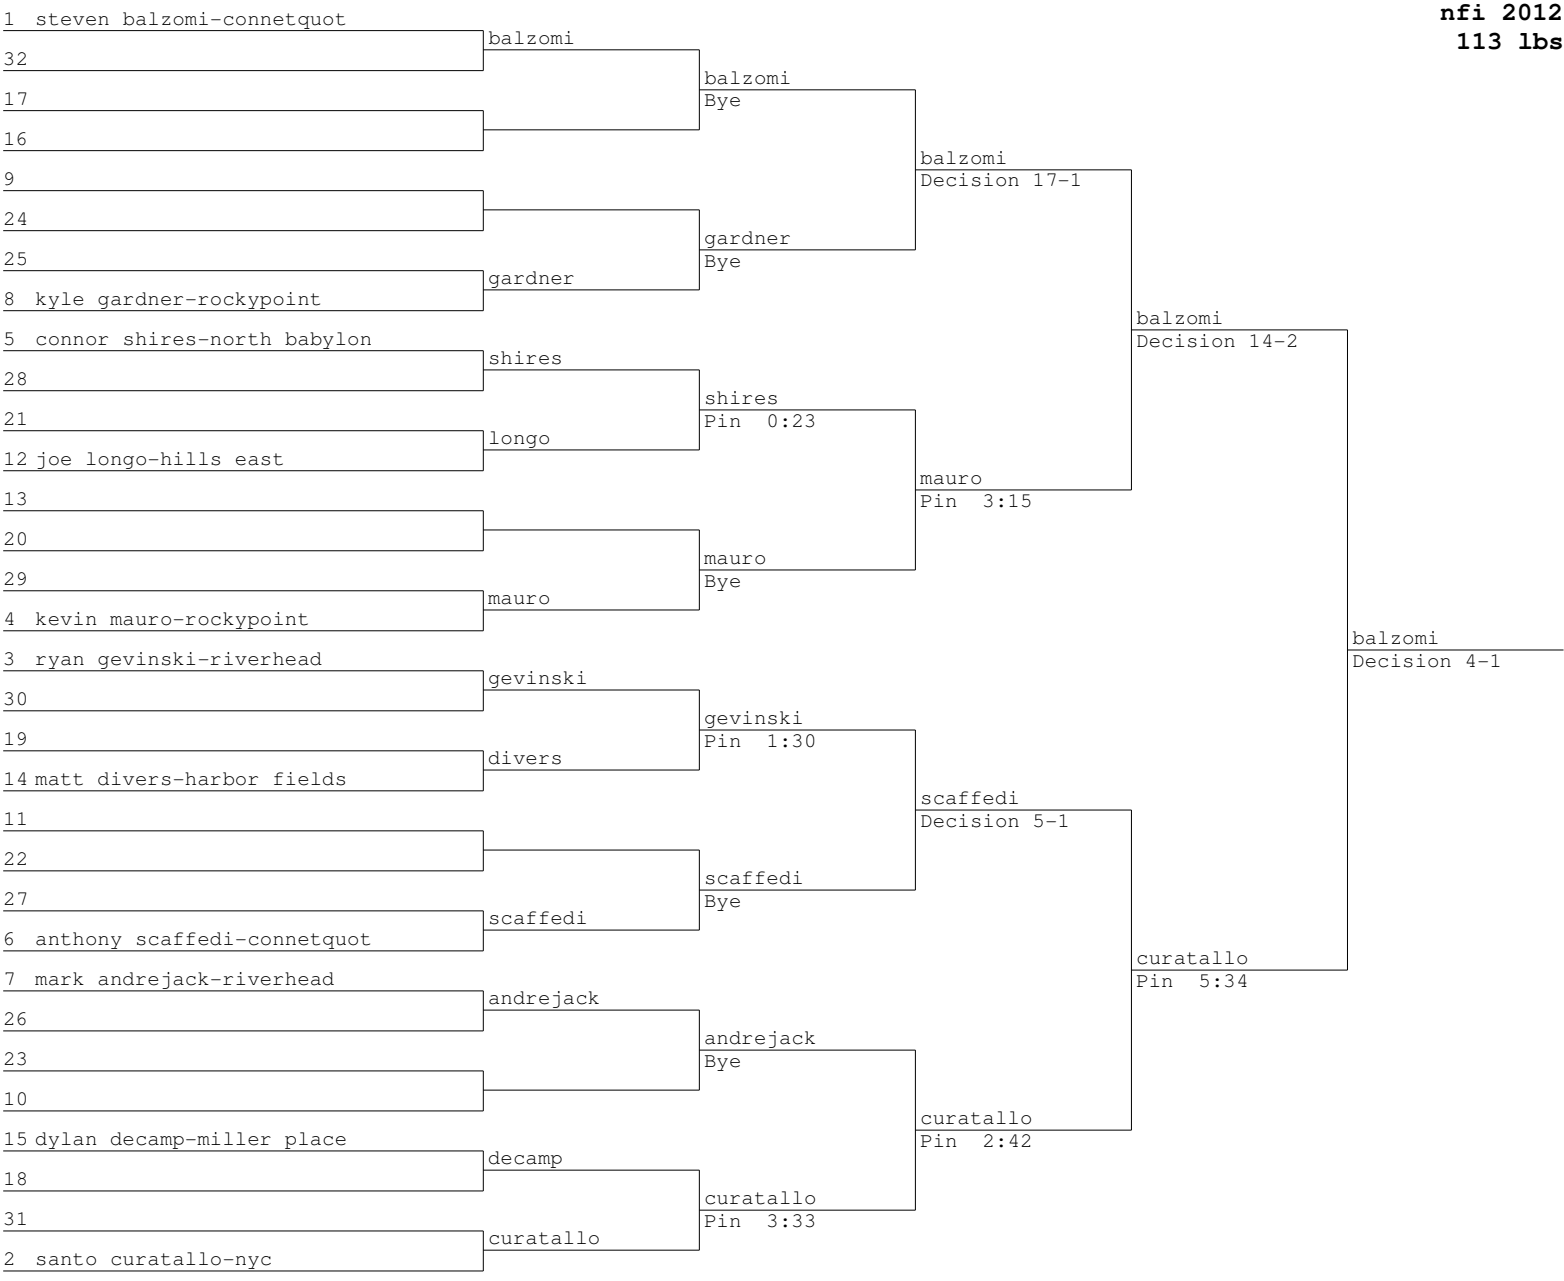 nfi 2012
113 lbs
1 steven balzomi-connetquot
32
17
16
9
24
25
8 kyle gardner-rockypoint
5 connor shires-north babylon
28
21
12 joe longo-hills east
13
20
29
4 kevin mauro-rockypoint
3 ryan gevinski-riverhead
30
19
14 matt divers-harbor fields
11
22
27
6 anthony scaffedi-connetquot
7 mark andrejack-riverhead
26
23
10
15 dylan decamp-miller place
18
31
2 santo curatallo-nyc
balzomi
gardner
shires
longo
mauro
gevinski
divers
scaffedi
andrejack
decamp
curatallo
balzomi
Bye
gardner
Bye
shires
Pin 0:23
mauro
Bye
gevinski
Pin 1:30
scaffedi
Bye
andrejack
Bye
curatallo
Pin 3:33
balzomi
Decision 17-1
mauro
Pin 3:15
scaffedi
Decision 5-1
curatallo
Pin 2:42
balzomi
Decision 14-2
curatallo
Pin 5:34
balzomi
Decision 4-1